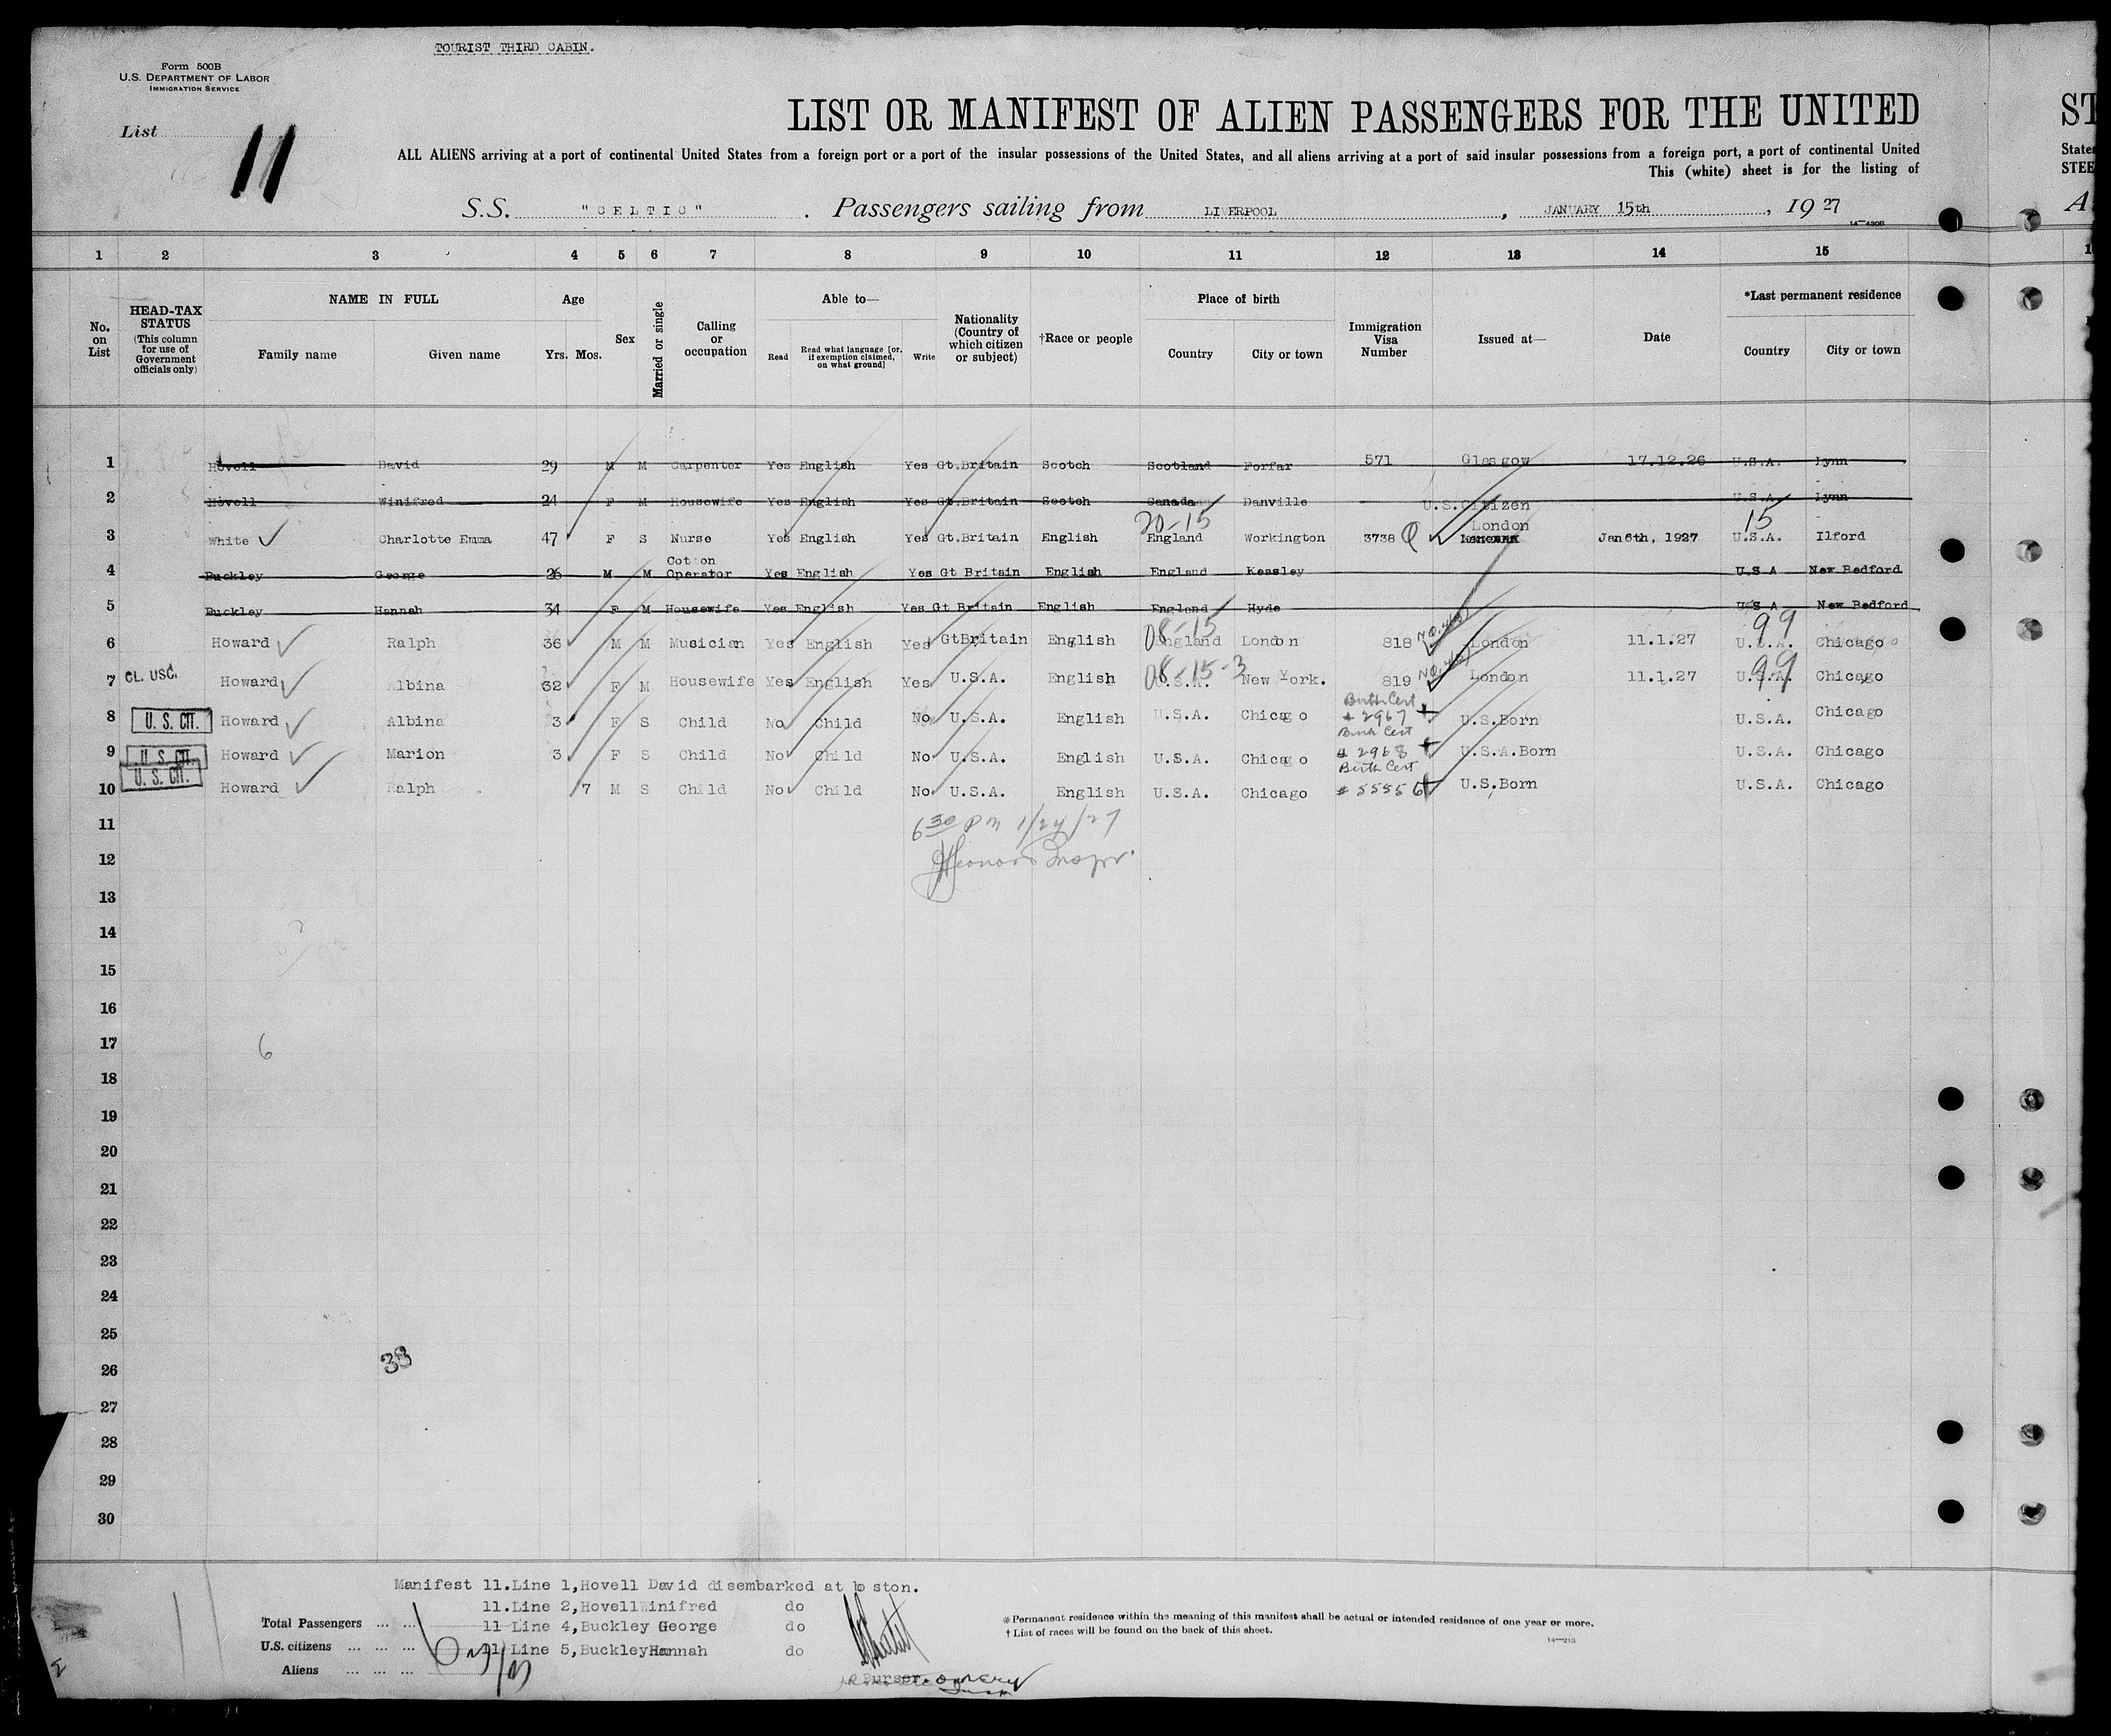 TOURIST THIRD CABIN.
Form 500B
U.S. DEPARTMENT OF LABOR
IMMIGRATION SERVICE
List 11
LIST OR MANIFEST OF ALIEN PASSENGERS FOR THE UNITED ST
ALL ALIENS arriving at a port of continental United States from a foreign port or a port of the insular possessions of the United States, and all aliens arriving at a port of said insular possessions from a foreign port, a port of continental United States
This (white) sheet is for the listing of STEE
S.S. "CELTIC". Passengers sailing from LIVERPOOL, JANUARY 15th, 1927 A
14—430B
1 2 3 4 5 6 7 8 9 10 11 12 13 14 15 1
No. on List
HEAD-TAX STATUS (This column for use of Government officials only)
NAME IN FULL
Family name Given name
Age
Yrs. Mos.
Sex
Married or single
Calling or occupation
Able to—
Read Read what language [or, if exemption claimed, on what ground] Write
Nationality (Country of which citizen or subject)
†Race or people
Place of birth
Country City or town
Immigration Visa Number
Issued at—
Date
*Last permanent residence
Country City or town
1 Hovell David 29 M M Carpenter Yes English Yes Gt.Britain Scotch Scotland Forfar 571 Glasgow 17.12.26 U.S.A. Lynn
2 Hovell Winifred 24 F M Housewife Yes English Yes Gt.Britain Scotch Canada Danville U.S.Citizen U.S.A. Lynn
20-15 London 15
3 White Charlotte Emma 47 F S Nurse Yes English Yes Gt.Britain English England Workington 3738 Jan 6th, 1927 U.S.A. Ilford
4 Buckley George 26 M M Cotton Operator Yes English Yes Gt Britain English England Keasley U S A New Bedford
5 Buckley Hannah 34 F M Housewife Yes English Yes Gt Britain English England Hyde U S A New Bedford
08-15 99
6 Howard Ralph 36 M M Musician Yes English Yes GtBritain English England London 818 London 11.1.27 U.S.A. Chicago
08-15-3 99
7 CL. USC. Howard Albina 32 F M Housewife Yes English Yes U.S.A. English U.S.A. New York. 819 London 11.1.27 U.S.A. Chicago
8 U. S. CIT. Howard Albina 3 F S Child No Child No U.S.A. English U.S.A. Chicago Birth Cert # 2967 U.S.Born U.S.A. Chicago
9 U. S. CIT. Howard Marion 3 F S Child No Child No U.S.A. English U.S.A. Chicago Birth Cert # 2968 U.S.A.Born U.S.A. Chicago
10 U. S. CIT. Howard Ralph 7 M S Child No Child No U.S.A. English U.S.A. Chicago Birth Cert # 55556 U.S.Born U.S.A. Chicago
11 6 30 Pm 1/24/27
12
13
14
15
16
17 6
18
19
20
21
22
23
24
25
26 38
27
28
29
30
Manifest 11.Line 1,Hovell David disembarked at boston.
11.Line 2,Hovell Winifred do
11 Line 4,Buckley George do
11 Line 5,Buckley Hannah do
Total Passengers ... ...
U.S. citizens ... ... ...
Aliens ... ... ...
Purser.
* Permanent residence within the meaning of this manifest shall be actual or intended residence of one year or more.
† List of races will be found on the back of this sheet.
14—213